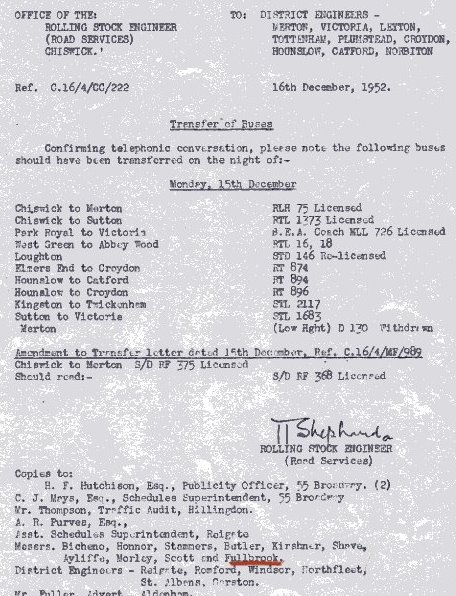 OFFICE OF THE: TO: DISTRICT ENGINEERS -
ROLLING STOCK ENGINEER MERTON, VICTORIA, LEYTON,
(ROAD SERVICES) TOTTENHAM, PLUMSTEAD, CROYDON,
CHISWICK.' HOUNSLOW, CATFORD, NORBITON
Ref. C.16/4/CC/222 16th December, 1952.
Transfer of Buses
Confirming telephonic conversation, please note the following buses
should have been transferred on the night of:-
Monday, 15th December
Chiswick to Merton RLH 75 Licensed
Chiswick to Sutton RTL 1373 Licensed
Park Royal to Victoria B.E.A. Coach MLL 726 Licensed
West Green to Abbey Wood RTL 16, 18
Loughton STD 146 Re-licensed
Elmers End to Croydon RT 874
Hounslow to Catford RT 894
Hounslow to Croydon RT 896
Kingston to Twickenham STL 2117
Sutton to Victoria STL 1683
Merton (Low Hght) D 130 Withdrawn
Amendment to Transfer letter dated 15th December, Ref. C.16/4/MF/989
Chiswick to Merton S/D RF 375 Licensed
Should read:- S/D RF 368 Licensed
Shepharda
ROLLING STOCK ENGINEER
(Road Services)
Copies to:
H. F. Hutchison, Esq., Publicity Officer, 55 Broadway. (2)
C. J. Mays, Esq., Schedules Superintendent, 55 Broadway
Mr. Thompson, Traffic Audit, Hillingdon.
A. R. Purves, Esq.,
Asst. Schedules Superintendent, Reigate
Messrs. Bicheno, Honnor, Stammers, Butler, Kirshner, Shave,
Ayliffe, Morley, Scott and Fullbrook.
District Engineers - Reigate, Romford, Windsor, Northfleet,
St. Albans, Garston.
Mr. Fuller, Advert. Aldenham.